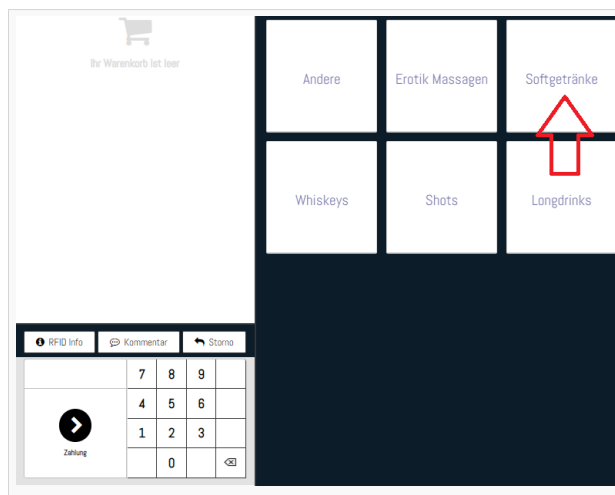 Ihr Warenkorb ist leer
Andere
Erotik Massagen
Softgetränke
Whiskeys
Shots
Longdrinks
RFID Info
Kommentar
Storno
7 8 9
4 5 6
1 2 3
0
Zahlung